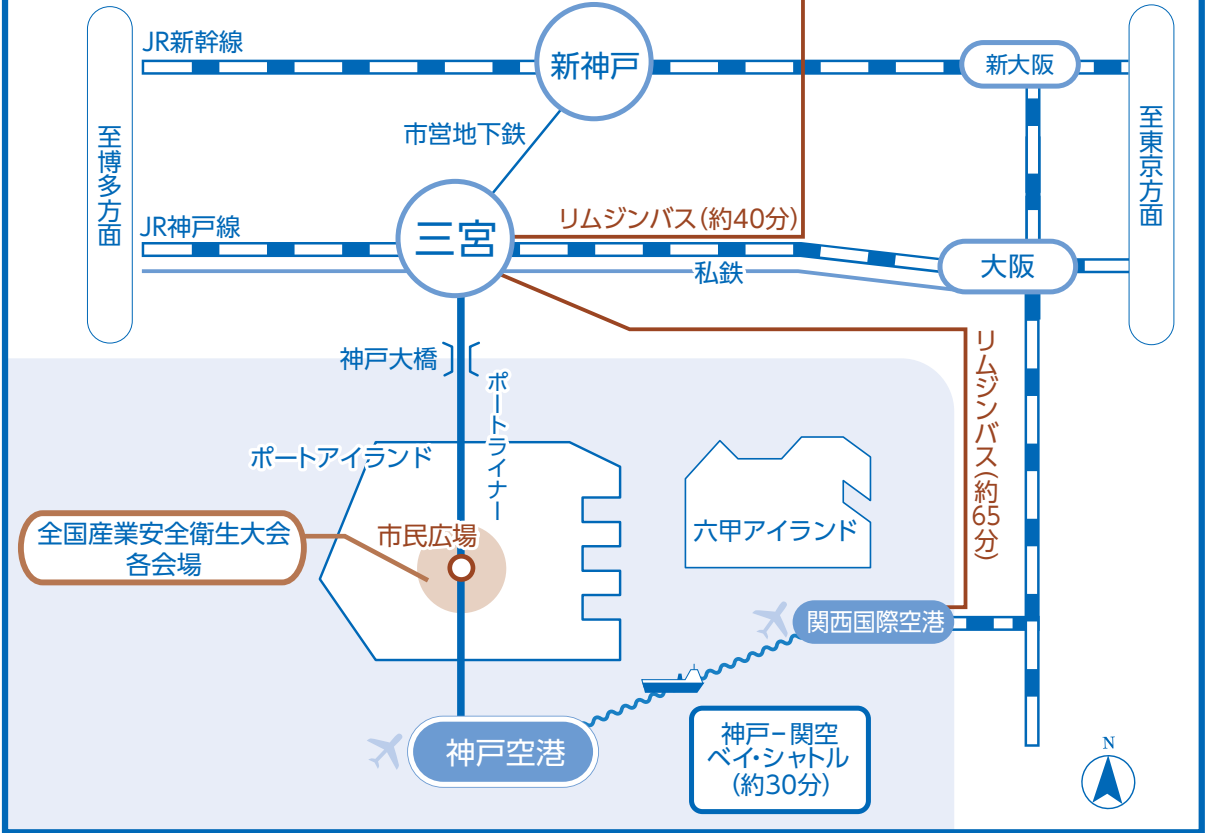 JR新幹線
新神戸
新大阪
至博多方面
至東京方面
市営地下鉄
JR神戸線
三宮
リムジンバス(約40分)
私鉄
大阪
神戸大橋
ポートライナー
リムジンバス(約65分)
ポートアイランド
六甲アイランド
全国産業安全衛生大会
各会場
市民広場
関西国際空港
神戸空港
神戸−関空
ベイ・シャトル
(約30分)
N